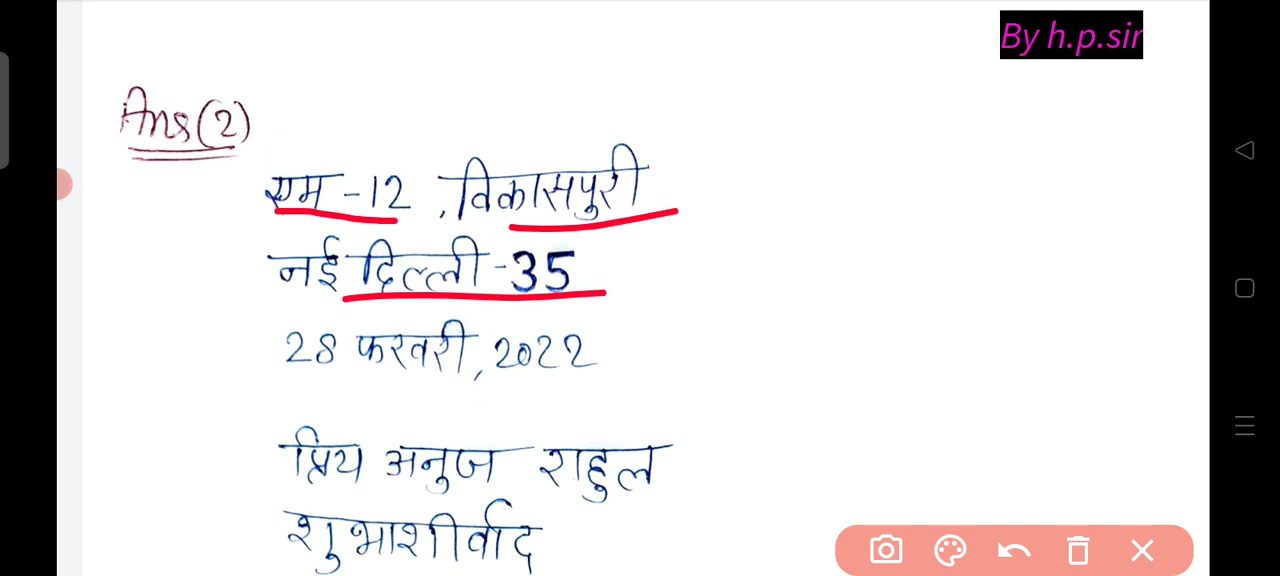 By h.p.sir
Ans(2)
एम-12, विकासपुरी
नई दिल्ली-35
28 फरवरी, 2022
प्रिय अनुज राहुल
शुभाशीर्वाद